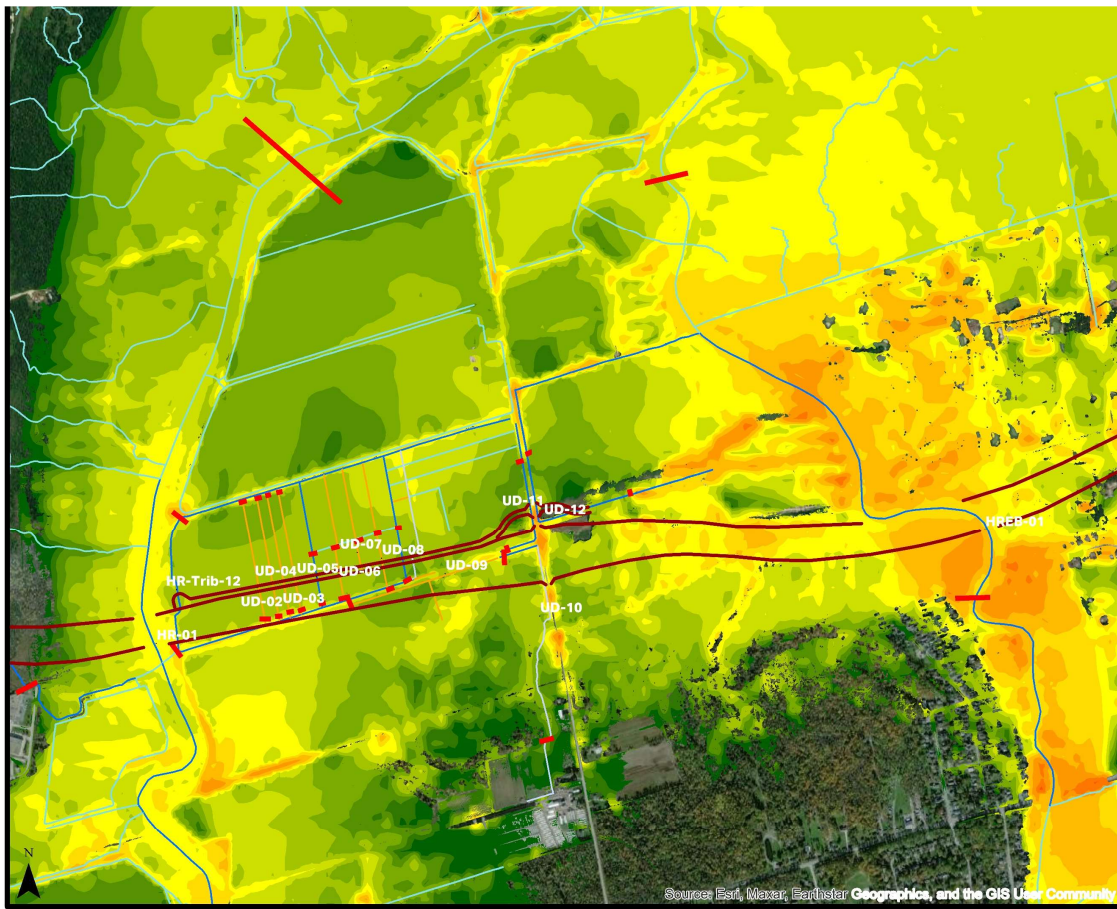 UD-11
UD-12
HREB-01
UD-07
UD-08
UD-09
UD-04
UD-05
UD-06
HR-Trib-12
UD-02
UD-03
UD-10
HR-01
N
Source: Esri, Maxar, Earthstar Geographics, and the GIS User Community